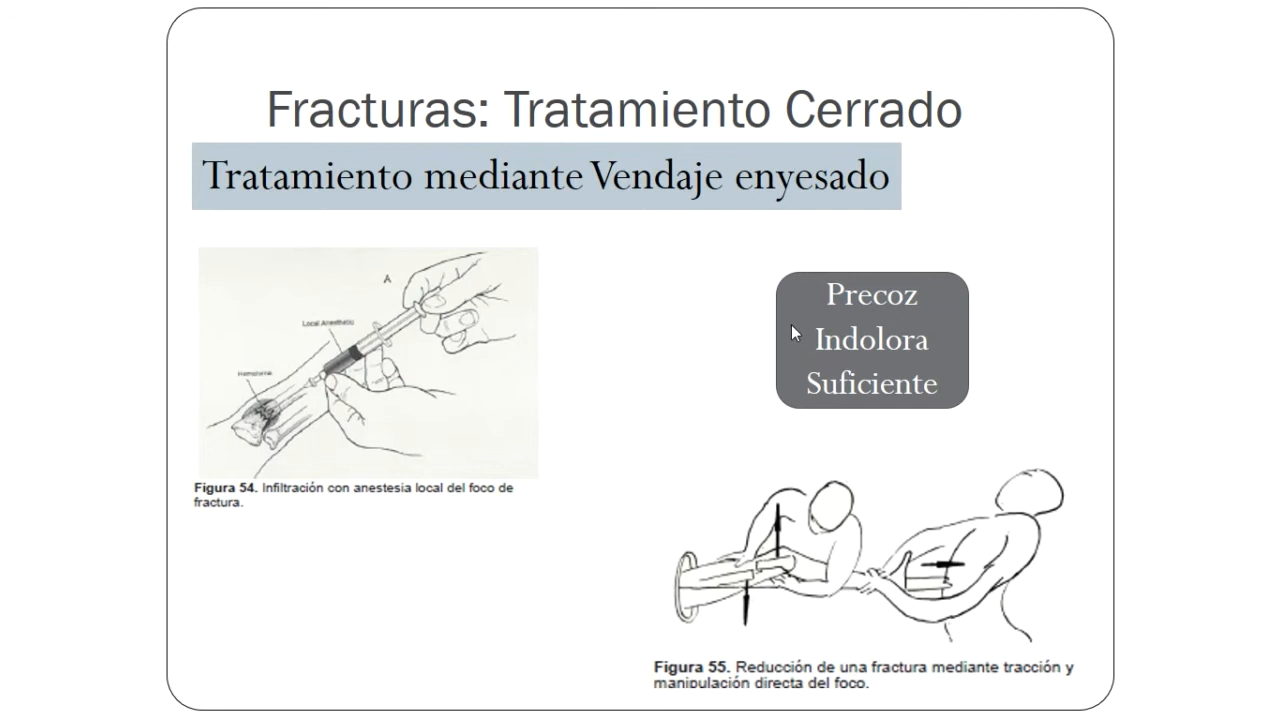 Fracturas: Tratamiento Cerrado
Tratamiento mediante Vendaje enyesado
A
Local Anesthetic
Hematoma
Figura 54. Infiltración con anestesia local del foco de
fractura.
Precoz
Indolora
Suficiente
Figura 55. Reducción de una fractura mediante tracción y
manipulación directa del foco.